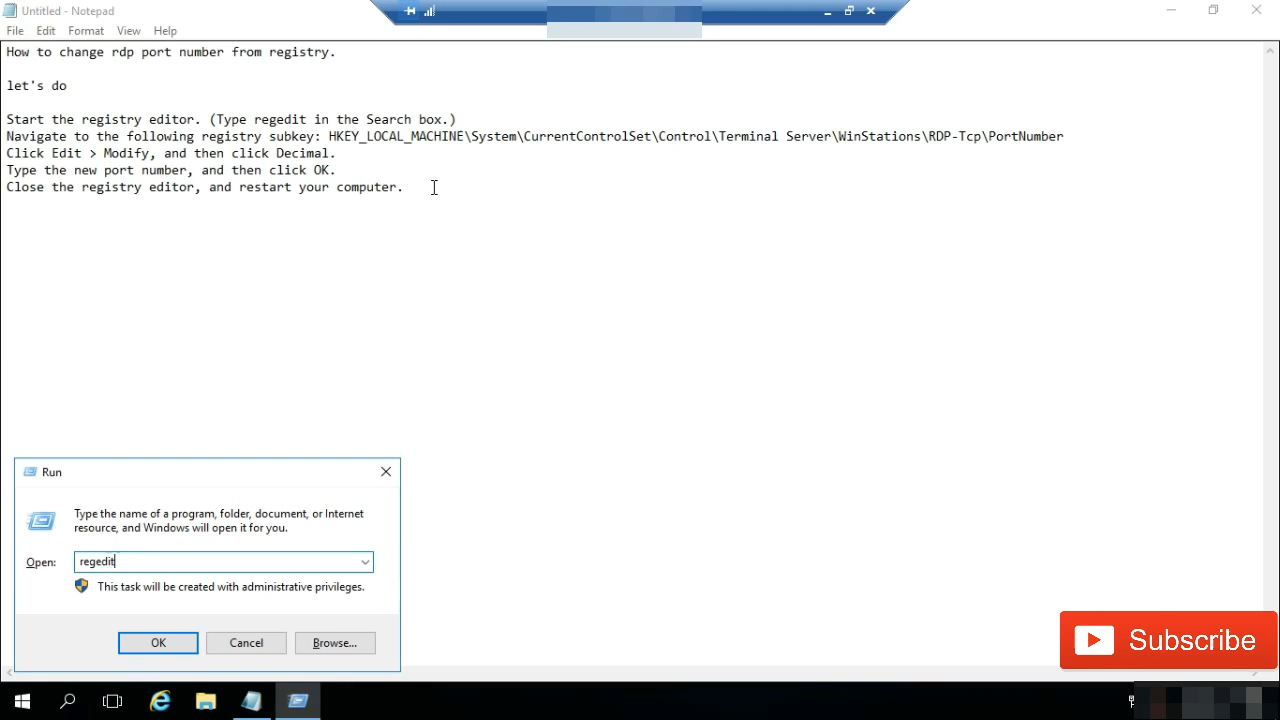 Untitled - Notepad
File Edit Format View Help
How to change rdp port number from registry.
let's do
Start the registry editor. (Type regedit in the Search box.)
Navigate to the following registry subkey: HKEY_LOCAL_MACHINE\System\CurrentControlSet\Control\Terminal Server\WinStations\RDP-Tcp\PortNumber
Click Edit > Modify, and then click Decimal.
Type the new port number, and then click OK.
Close the registry editor, and restart your computer.
Run
Type the name of a program, folder, document, or Internet
resource, and Windows will open it for you.
Open: regedit
This task will be created with administrative privileges.
OK Cancel Browse...
Subscribe